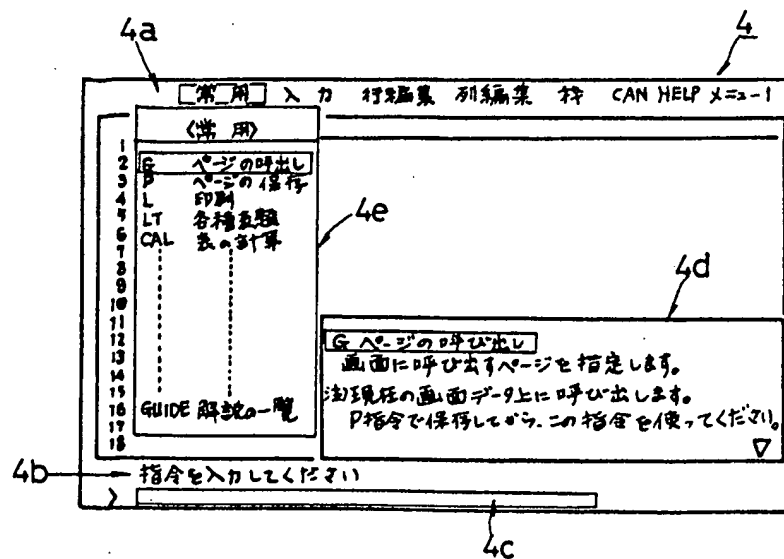 4a
4
常用 入力 行編集 列編集 枠 CAN HELP メニュー1
〈常用〉
1
2 G ページの呼出し
3 P ページの保存
4 L 印刷
5 LT 各種
6 CAL 表の計算
7
8
9
10
11
12
13
14
15
16 GUIDE 解説の一覧
17
18
4e
4d
G ページの呼び出し
画面に呼び出すページを指定します。
注)現在の画面データ上に呼び出します。
P指令で保存してから、この指令を使ってください。
▽
4b
指令を入力してください
>
4c